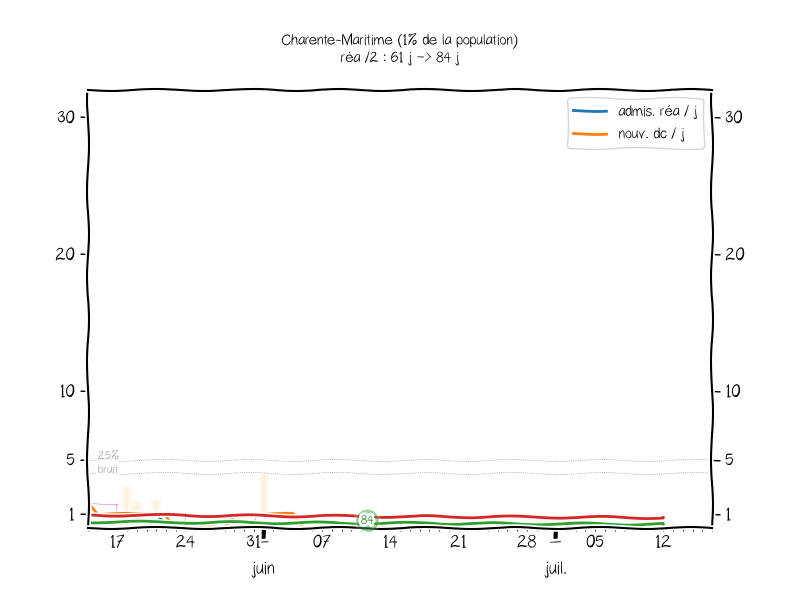 Charente-Maritime (1% de la population)
réa /2 : 61 j -> 84 j
admis. réa / j
nouv. dc / j
30
30
20
20
10
10
5
5
25%
bruit
1
1
84
17 24 31 07 14 21 28 05 12
juin juil.